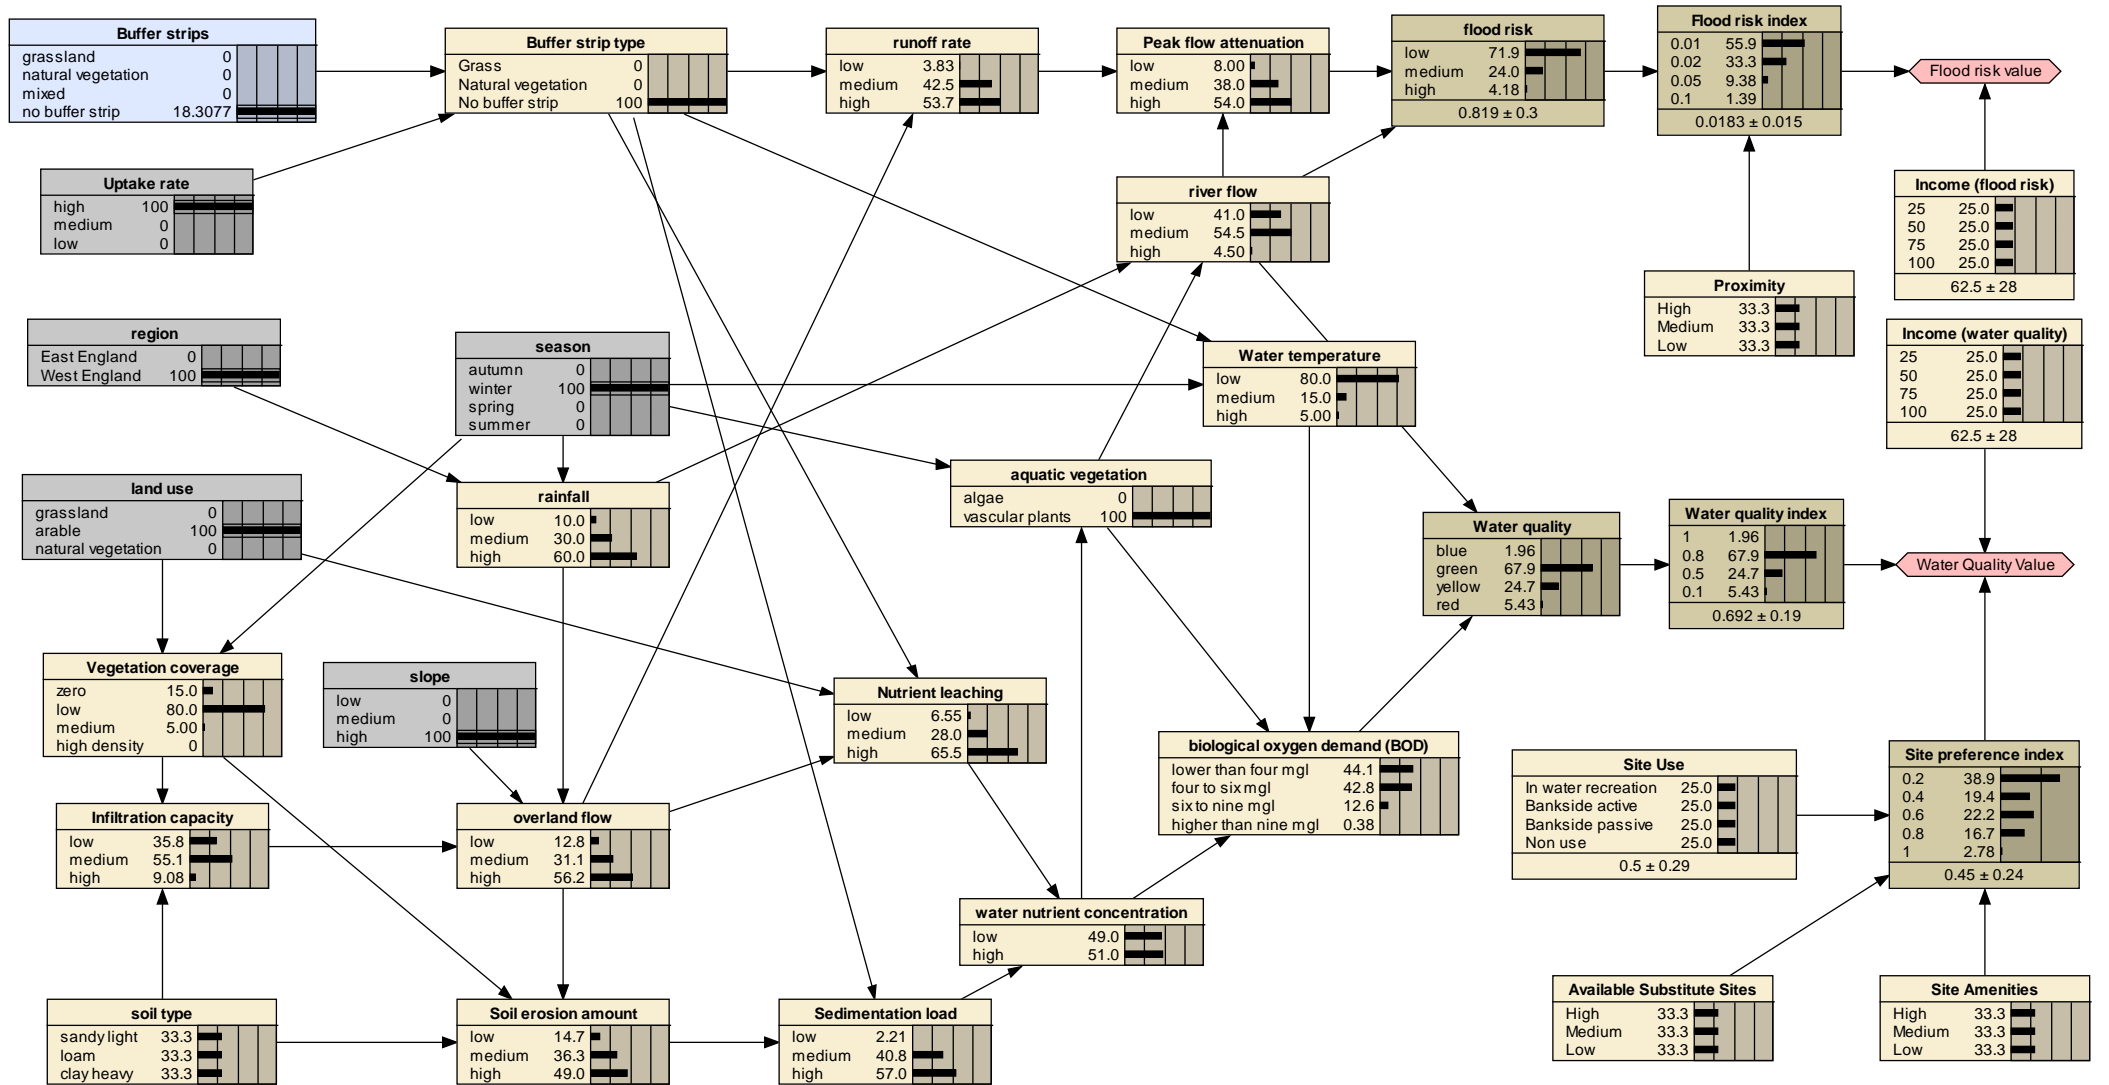 Buffer strips
grassland 0
natural vegetation 0
mixed 0
no buffer strip 18.3077
Buffer strip type
Grass 0
Natural vegetation 0
No buffer strip 100
runoff rate
low 3.83
medium 42.5
high 53.7
Peak flow attenuation
low 8.00
medium 38.0
high 54.0
flood risk
low 71.9
medium 24.0
high 4.18
0.819 ± 0.3
Flood risk index
0.01 55.9
0.02 33.3
0.05 9.38
0.1 1.39
0.0183 ± 0.015
Flood risk value
Uptake rate
high 100
medium 0
low 0
river flow
low 41.0
medium 54.5
high 4.50
Income (flood risk)
25 25.0
50 25.0
75 25.0
100 25.0
62.5 ± 28
Proximity
High 33.3
Medium 33.3
Low 33.3
region
East England 0
West England 100
season
autumn 0
winter 100
spring 0
summer 0
Water temperature
low 80.0
medium 15.0
high 5.00
Income (water quality)
25 25.0
50 25.0
75 25.0
100 25.0
62.5 ± 28
land use
grassland 0
arable 100
natural vegetation 0
rainfall
low 10.0
medium 30.0
high 60.0
aquatic vegetation
algae 0
vascular plants 100
Water quality
blue 1.96
green 67.9
yellow 24.7
red 5.43
Water quality index
1 1.96
0.8 67.9
0.5 24.7
0.1 5.43
0.692 ± 0.19
Water Quality Value
Vegetation coverage
zero 15.0
low 80.0
medium 5.00
high density 0
slope
low 0
medium 0
high 100
Nutrient leaching
low 6.55
medium 28.0
high 65.5
biological oxygen demand (BOD)
lower than four mgl 44.1
four to six mgl 42.8
six to nine mgl 12.6
higher than nine mgl 0.38
Site Use
In water recreation 25.0
Bankside active 25.0
Bankside passive 25.0
Non use 25.0
0.5 ± 0.29
Site preference index
0.2 38.9
0.4 19.4
0.6 22.2
0.8 16.7
1 2.78
0.45 ± 0.24
Infiltration capacity
low 35.8
medium 55.1
high 9.08
overland flow
low 12.8
medium 31.1
high 56.2
water nutrient concentration
low 49.0
high 51.0
soil type
sandy light 33.3
loam 33.3
clay heavy 33.3
Soil erosion amount
low 14.7
medium 36.3
high 49.0
Sedimentation load
low 2.21
medium 40.8
high 57.0
Available Substitute Sites
High 33.3
Medium 33.3
Low 33.3
Site Amenities
High 33.3
Medium 33.3
Low 33.3